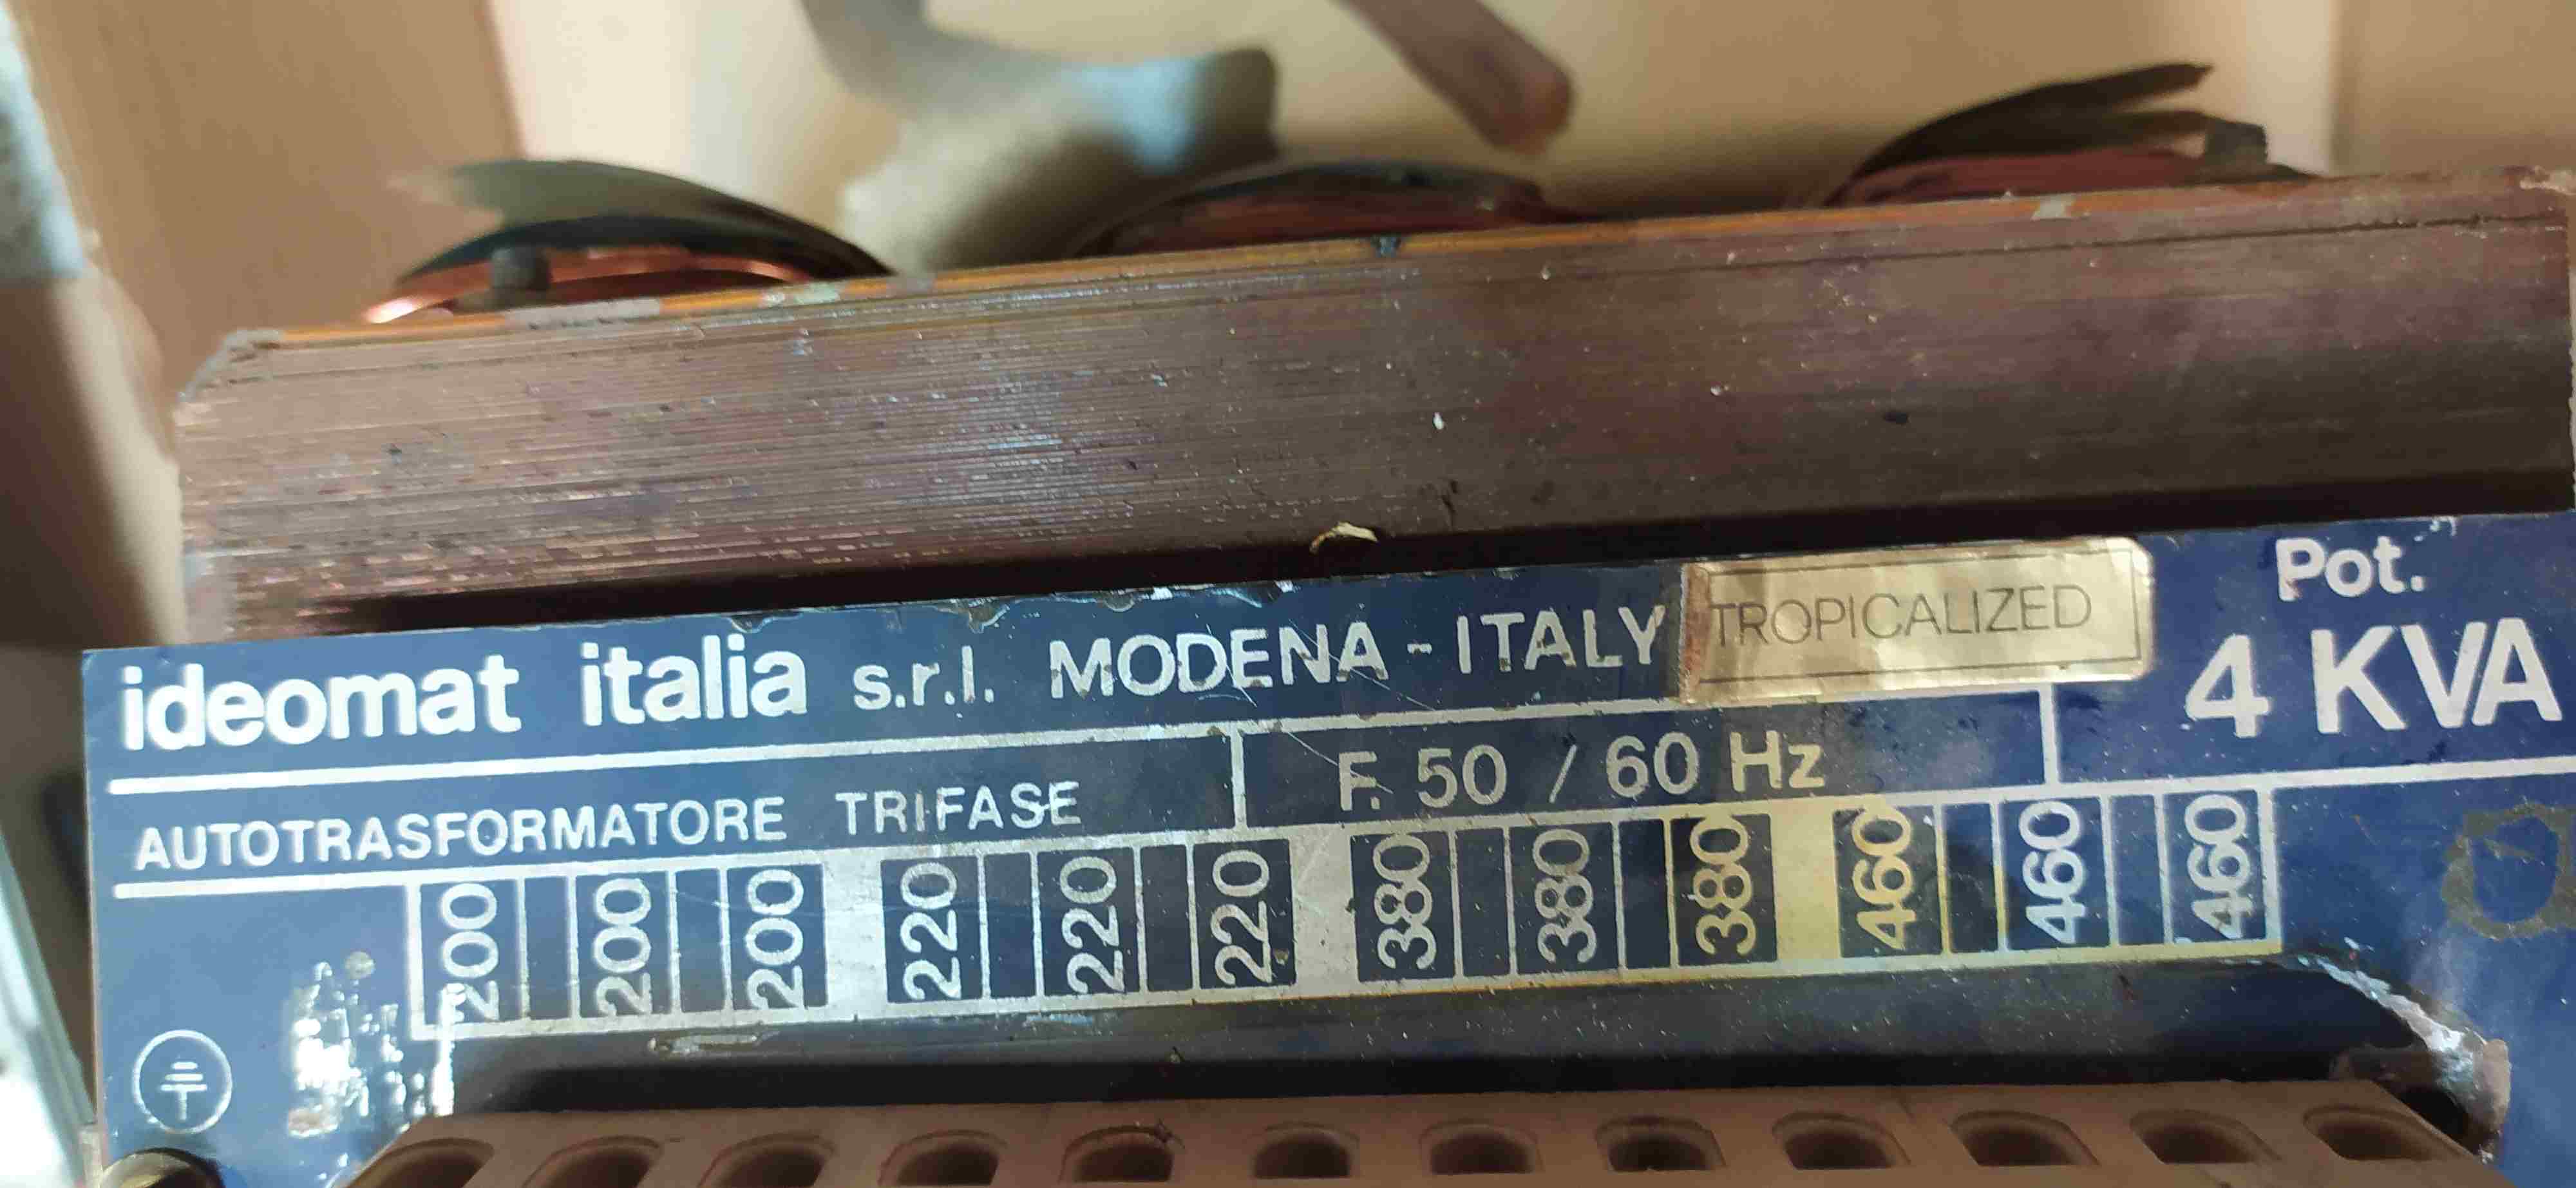 ideomat italia s.r.l. MODENA - ITALY TROPICALIZED
Pot.
4 KVA
AUTOTRASFORMATORE TRIFASE
F. 50 / 60 Hz
200 200 200 220 220 220 380 380 380 460 460 460